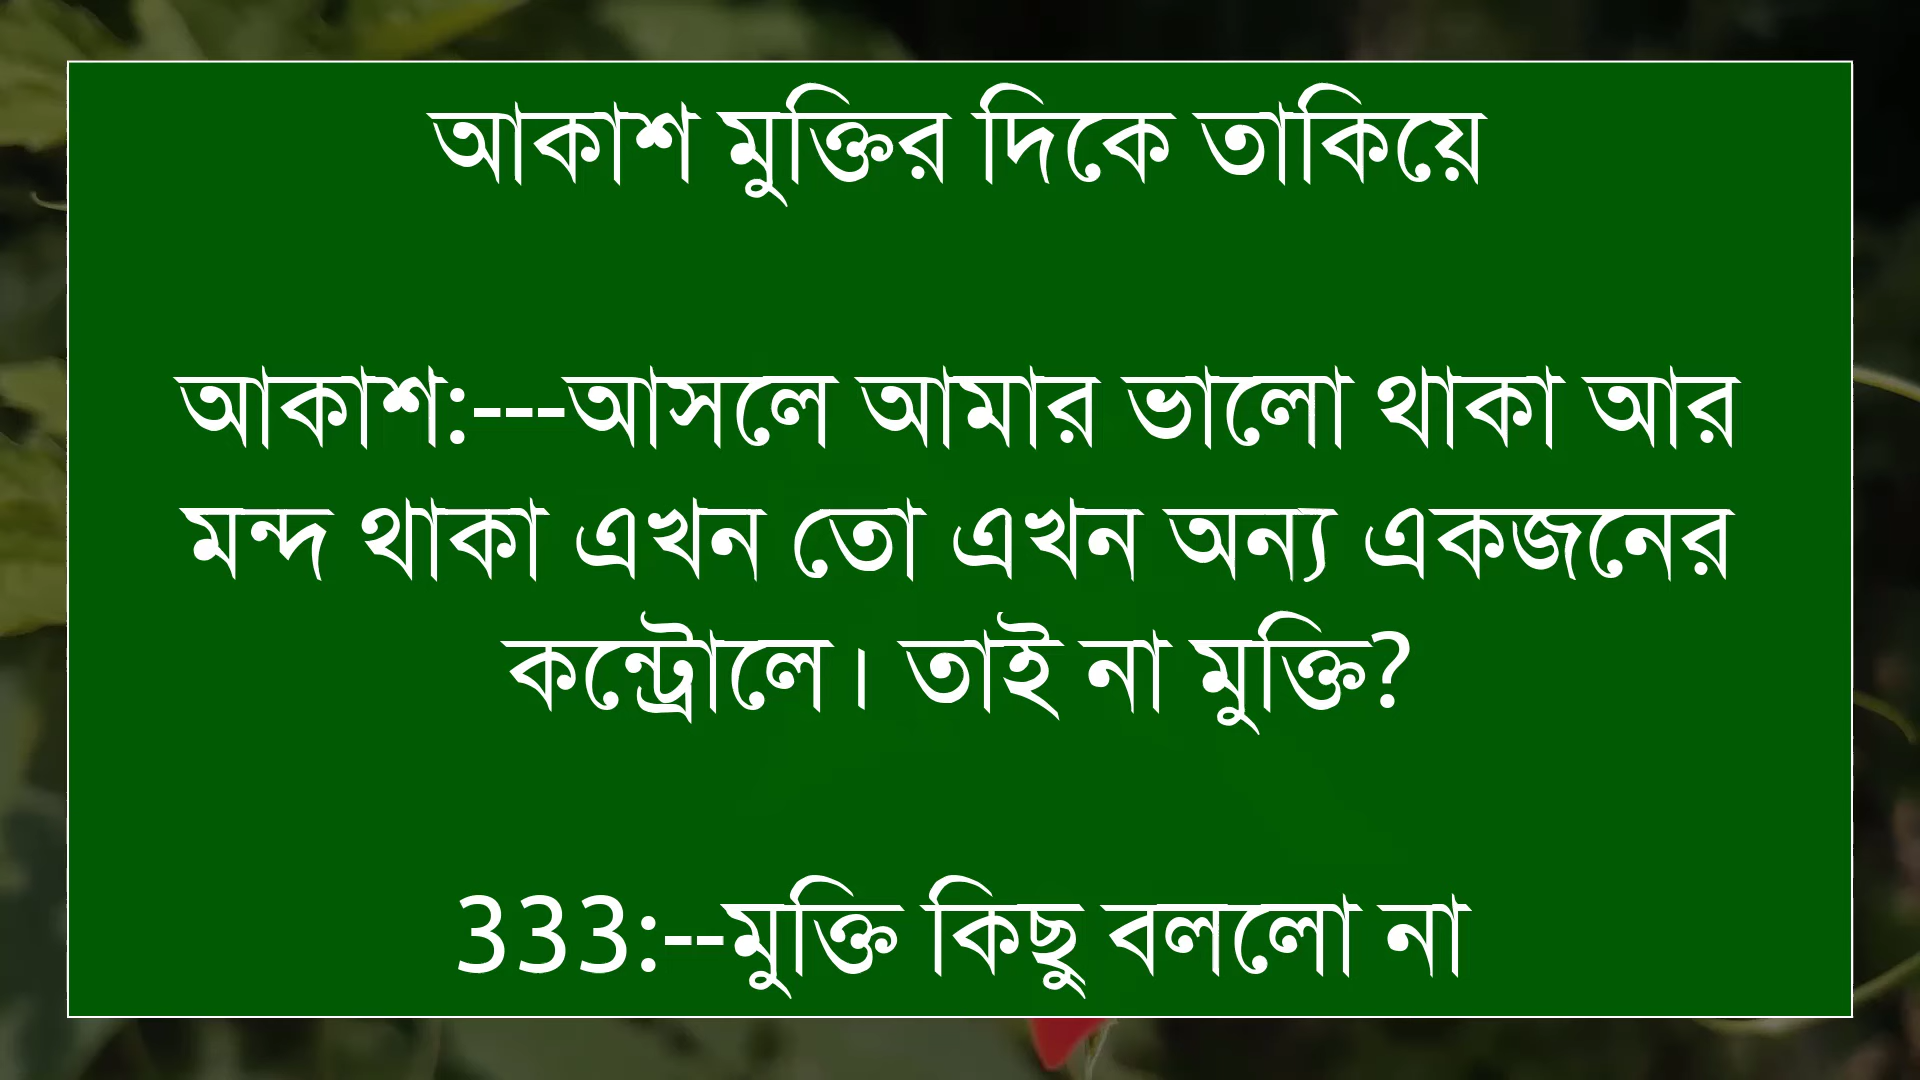 আকাশ মুক্তির দিকে তাকিয়ে
আকাশ:---আসলে আমার ভালো থাকা আর
মন্দ থাকা এখন তো এখন অন্য একজনের
কন্ট্রোলে। তাই না মুক্তি?
333:--মুক্তি কিছু বললো না